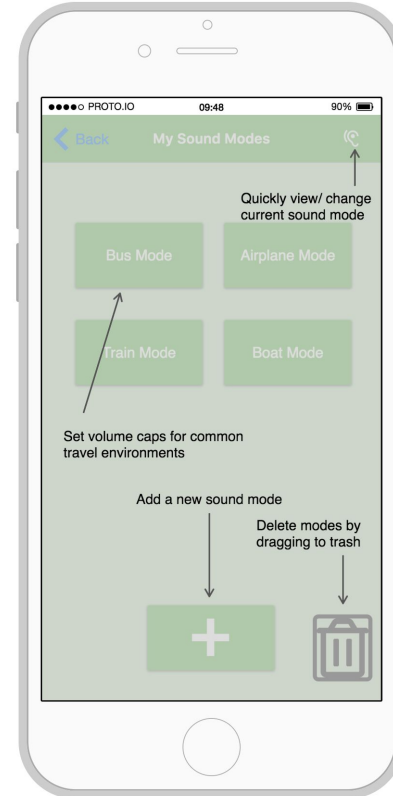 PROTO.IO 09:48 90%
Back My Sound Modes
Quickly view/ change
current sound mode
Bus Mode Airplane Mode
Train Mode Boat Mode
Set volume caps for common
travel environments
Add a new sound mode
Delete modes by
dragging to trash
+